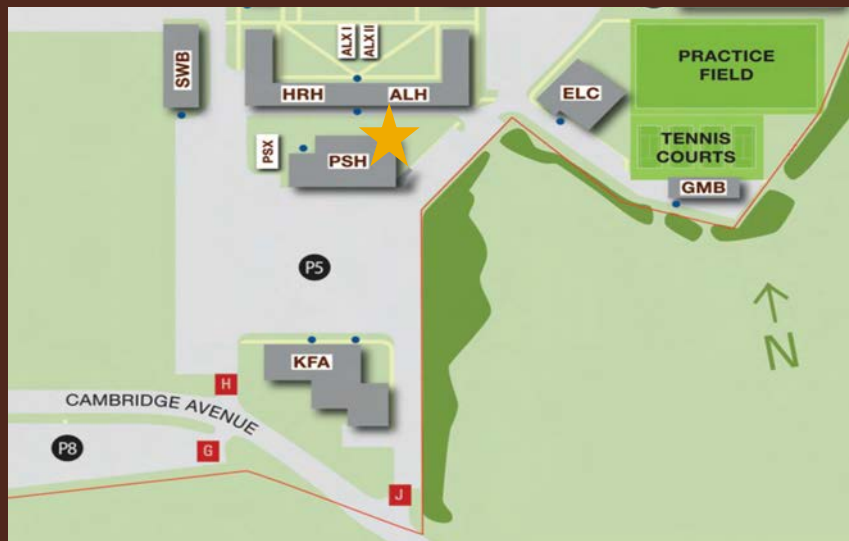 ALX I
ALX II
SWB
HRH
ALH
ELC
PRACTICE
FIELD
PSX
PSH
TENNIS
COURTS
GMB
P5
N
KFA
H
CAMBRIDGE AVENUE
P8
G
J